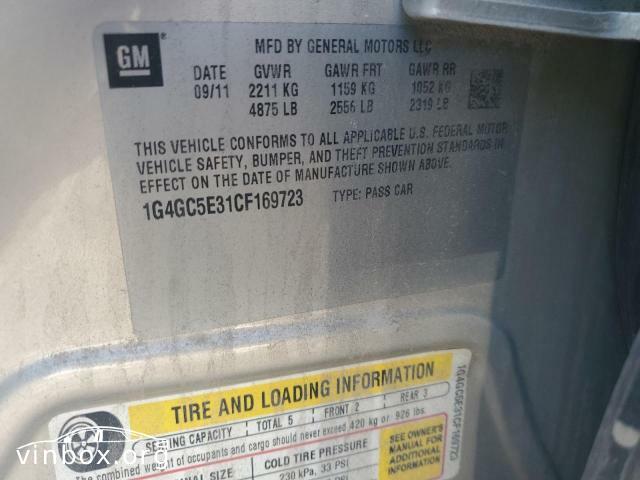 GM
MFD BY GENERAL MOTORS LLC
DATE GVWR GAWR FRT GAWR RR
09/11 2211 KG 1159 KG 1052 KG
4875 LB 2556 LB 2319 LB
THIS VEHICLE CONFORMS TO ALL APPLICABLE U.S. FEDERAL MOTOR
VEHICLE SAFETY, BUMPER, AND THEFT PREVENTION STANDARDS IN
EFFECT ON THE DATE OF MANUFACTURE SHOWN ABOVE.
1G4GC5E31CF169723 TYPE: PASS CAR
TIRE AND LOADING INFORMATION
SEATING CAPACITY TOTAL 5 FRONT 2 REAR 3
The combined weight of occupants and cargo should never exceed 420 kg or 926 lbs.
SIZE COLD TIRE PRESSURE
230 kPa, 33 PSI
SEE OWNER'S
MANUAL FOR
ADDITIONAL
INFORMATION
1G4GC5E31CF169723
vinbox.org